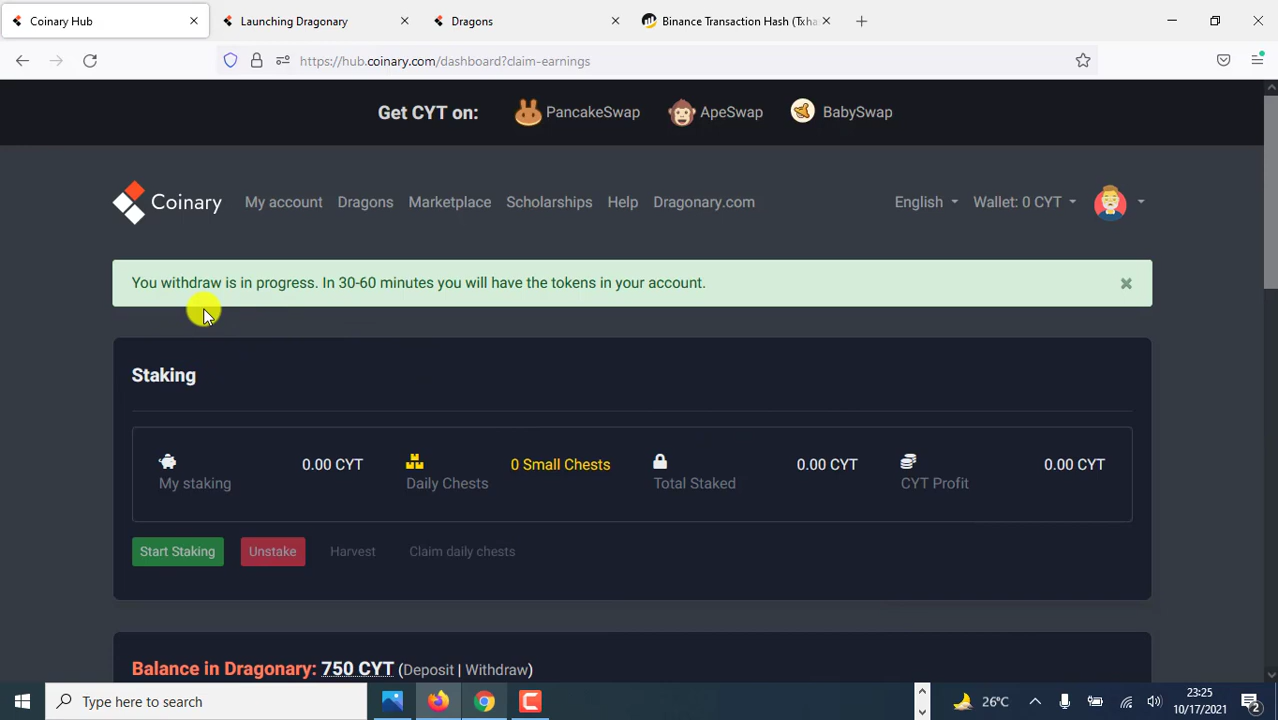 Coinary Hub
Launching Dragonary
Dragons
Binance Transaction Hash (Txha
https://hub.coinary.com/dashboard?claim-earnings
Get CYT on: PancakeSwap ApeSwap BabySwap
Coinary My account Dragons Marketplace Scholarships Help Dragonary.com English Wallet: 0 CYT
You withdraw is in progress. In 30-60 minutes you will have the tokens in your account.
Staking
0.00 CYT 0 Small Chests 0.00 CYT 0.00 CYT
My staking Daily Chests Total Staked CYT Profit
Start Staking Unstake Harvest Claim daily chests
Balance in Dragonary: 750 CYT (Deposit | Withdraw)
Type here to search
26°C
23:25
10/17/2021
2